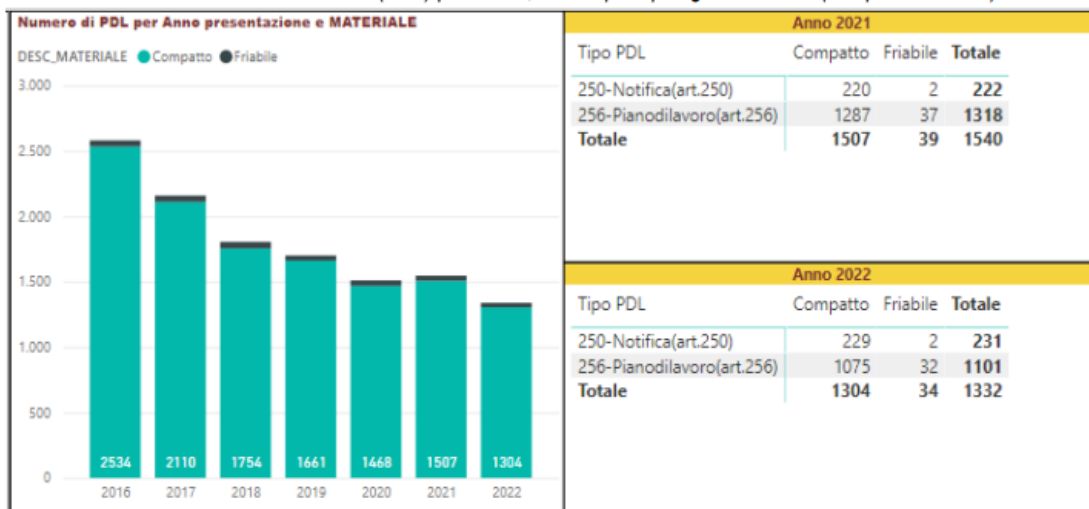 Numero di PDL per Anno presentazione e MATERIALE
DESC_MATERIALE Compatto Friabile
3.000
2.500
2.000
1.500
1.000
500
0
2534 2110 1754 1661 1468 1507 1304
2016 2017 2018 2019 2020 2021 2022
Anno 2021
Tipo PDL Compatto Friabile Totale
250-Notifica(art.250) 220 2 222
256-Pianodilavoro(art.256) 1287 37 1318
Totale 1507 39 1540
Anno 2022
Tipo PDL Compatto Friabile Totale
250-Notifica(art.250) 229 2 231
256-Pianodilavoro(art.256) 1075 32 1101
Totale 1304 34 1332